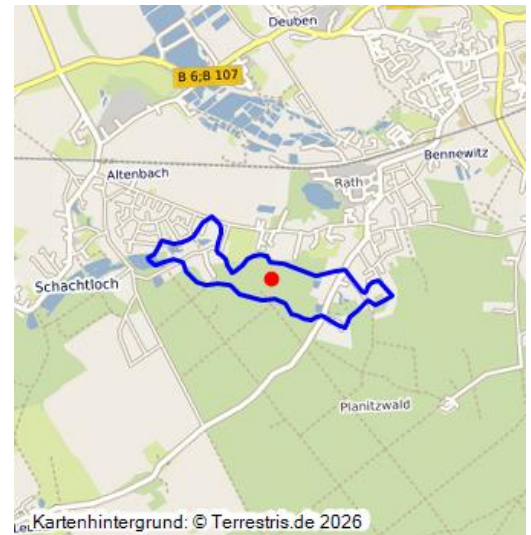 Deuben
B 6;B 107
Bennewitz
Altenbach
Rath
Schachtloch
Planitzwald
Kartenhintergrund: © Terrestris.de 2026